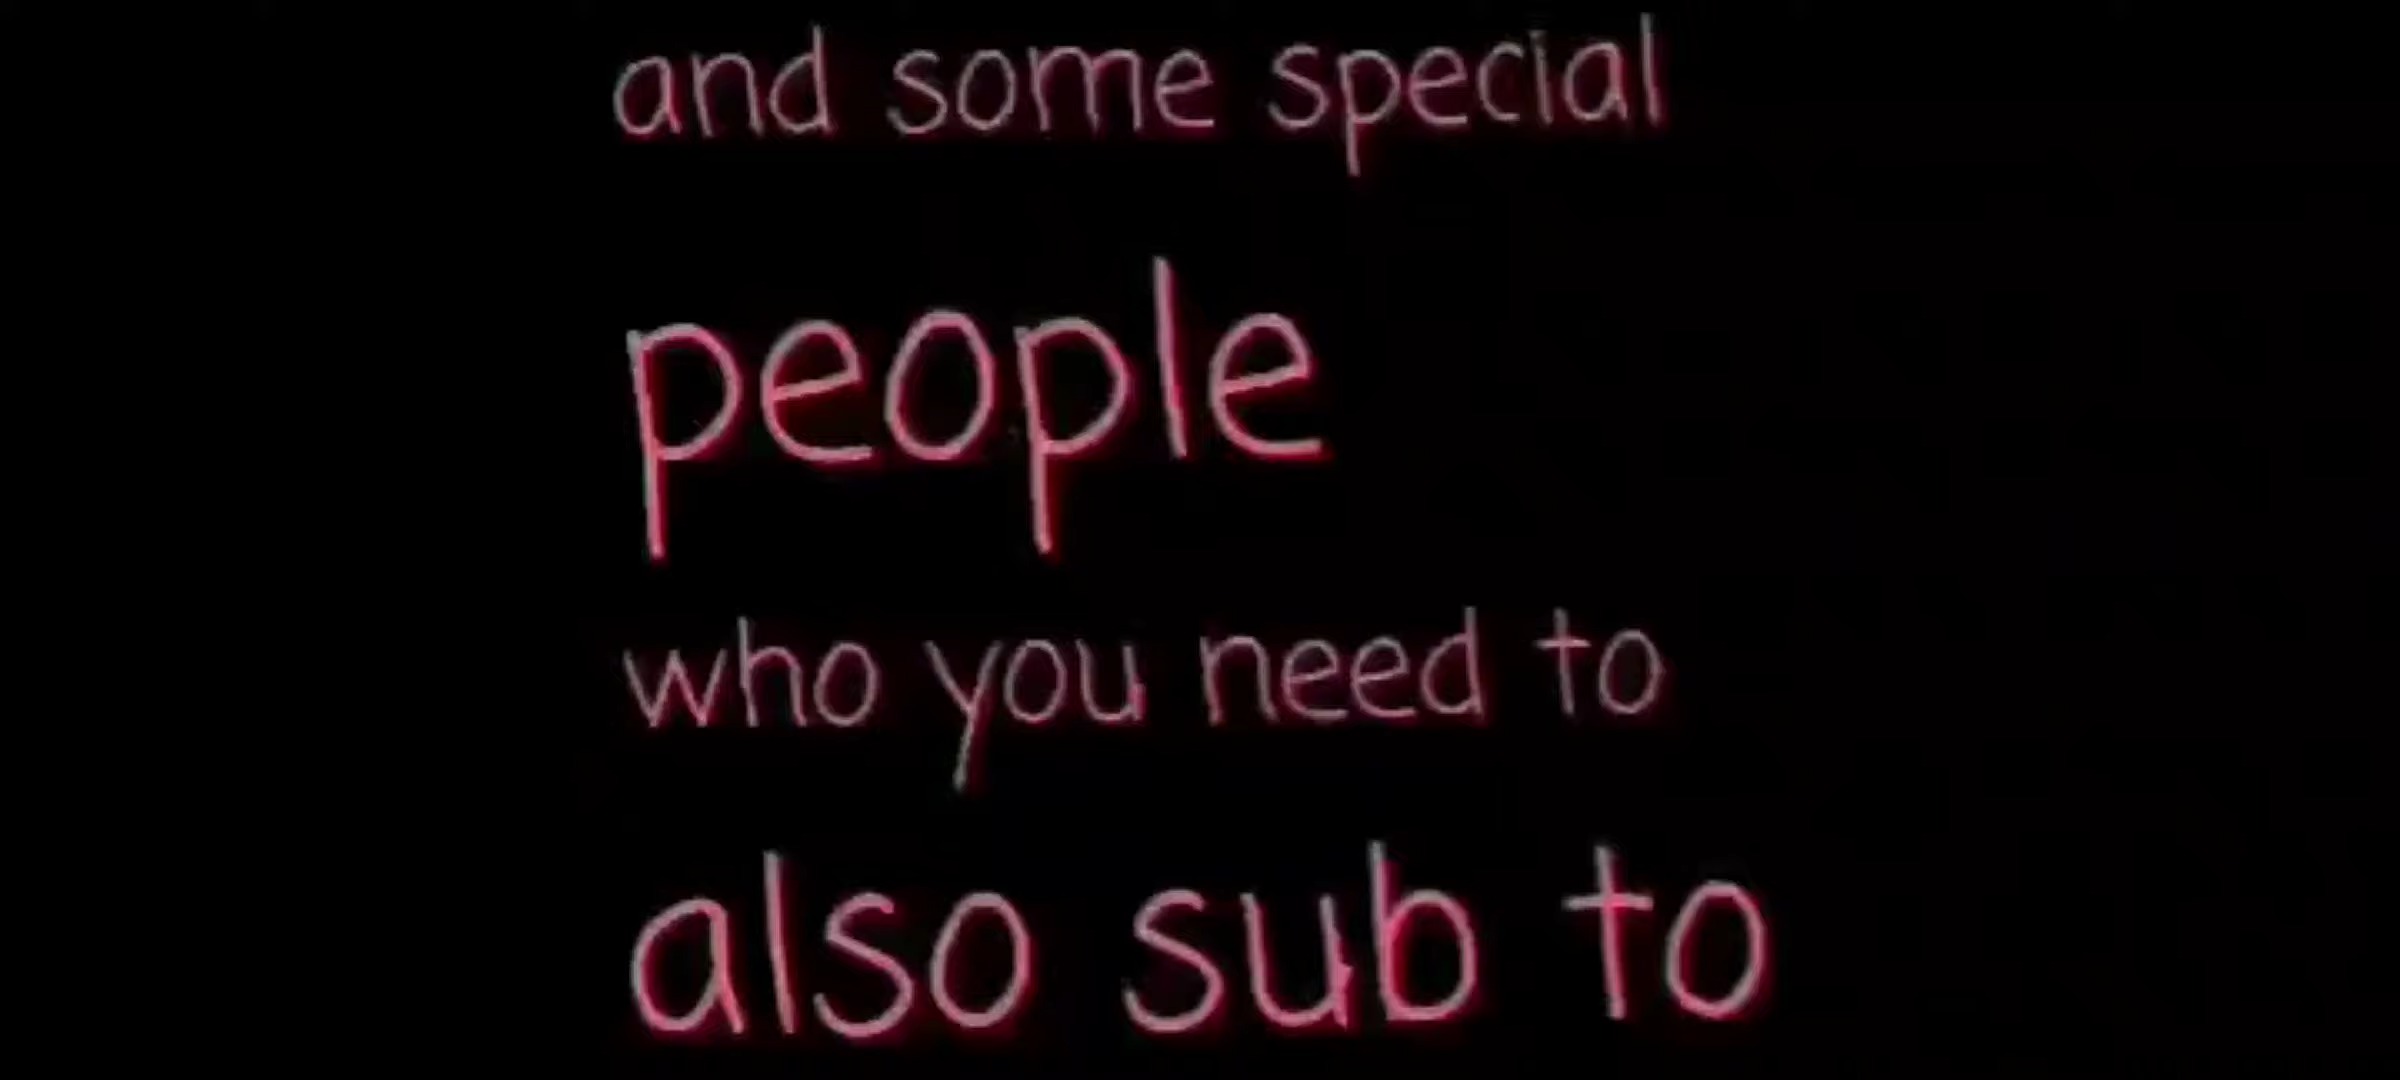 and some special
people
who you need to
also sub to